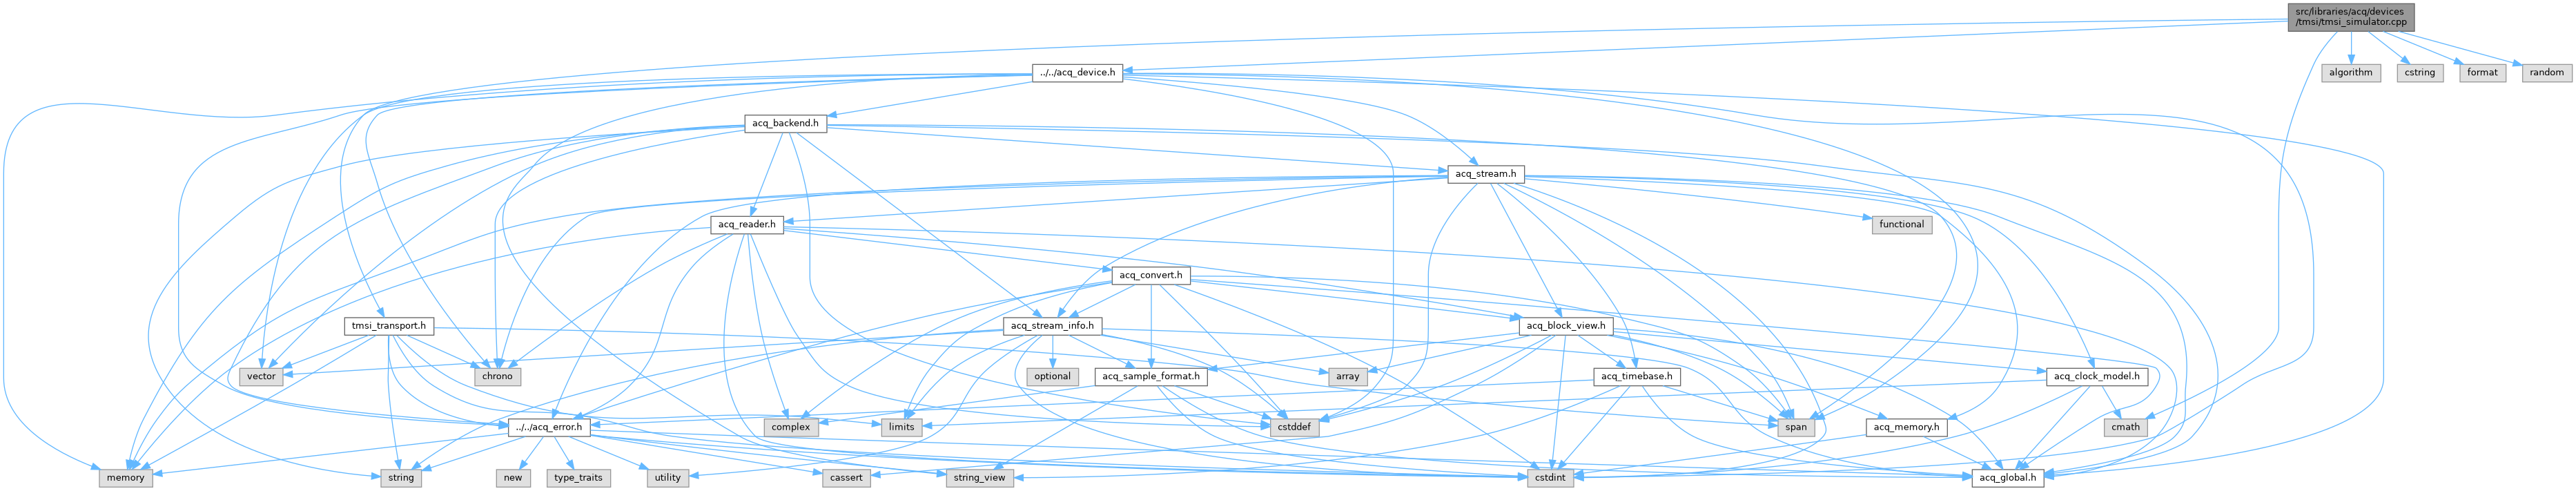 src/libraries/acq/devices
/tmsi/tmsi_simulator.cpp
../../acq_device.h
algorithm
cstring
format
random
acq_backend.h
acq_stream.h
acq_reader.h
functional
acq_convert.h
tmsi_transport.h
acq_stream_info.h
acq_block_view.h
vector
chrono
optional
acq_sample_format.h
array
acq_timebase.h
acq_clock_model.h
../../acq_error.h
complex
limits
cstddef
span
acq_memory.h
cmath
memory
string
new
type_traits
utility
cassert
string_view
cstdint
acq_global.h